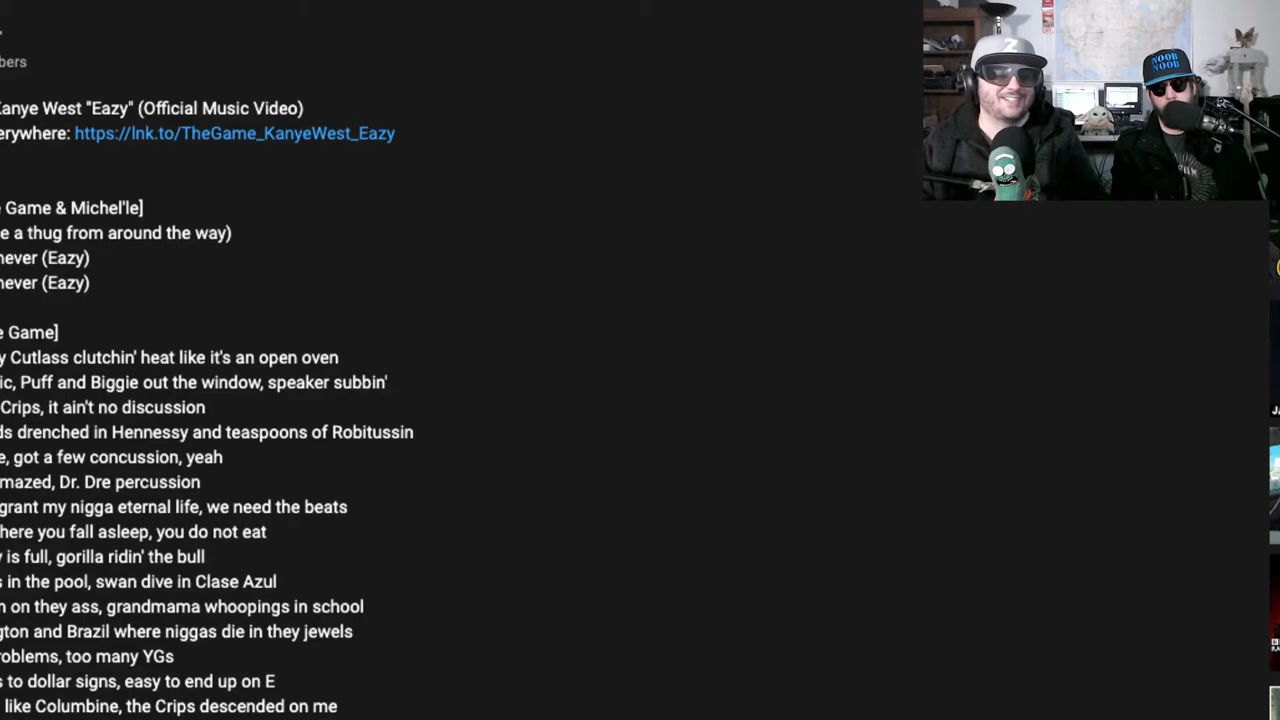 bers
Kanye West "Eazy" (Official Music Video)
erywhere: https://lnk.to/TheGame_KanyeWest_Eazy
Game & Michel'le]
e a thug from around the way)
never (Eazy)
never (Eazy)
e Game]
y Cutlass clutchin' heat like it's an open oven
ic, Puff and Biggie out the window, speaker subbin'
Crips, it ain't no discussion
ds drenched in Hennessy and teaspoons of Robitussin
e, got a few concussion, yeah
mazed, Dr. Dre percussion
grant my nigga eternal life, we need the beats
here you fall asleep, you do not eat
y is full, gorilla ridin' the bull
s in the pool, swan dive in Clase Azul
n on they ass, grandmama whoopings in school
gton and Brazil where niggas die in they jewels
roblems, too many YGs
s to dollar signs, easy to end up on E
like Columbine, the Crips descended on me
Z
NOOB
NOOB